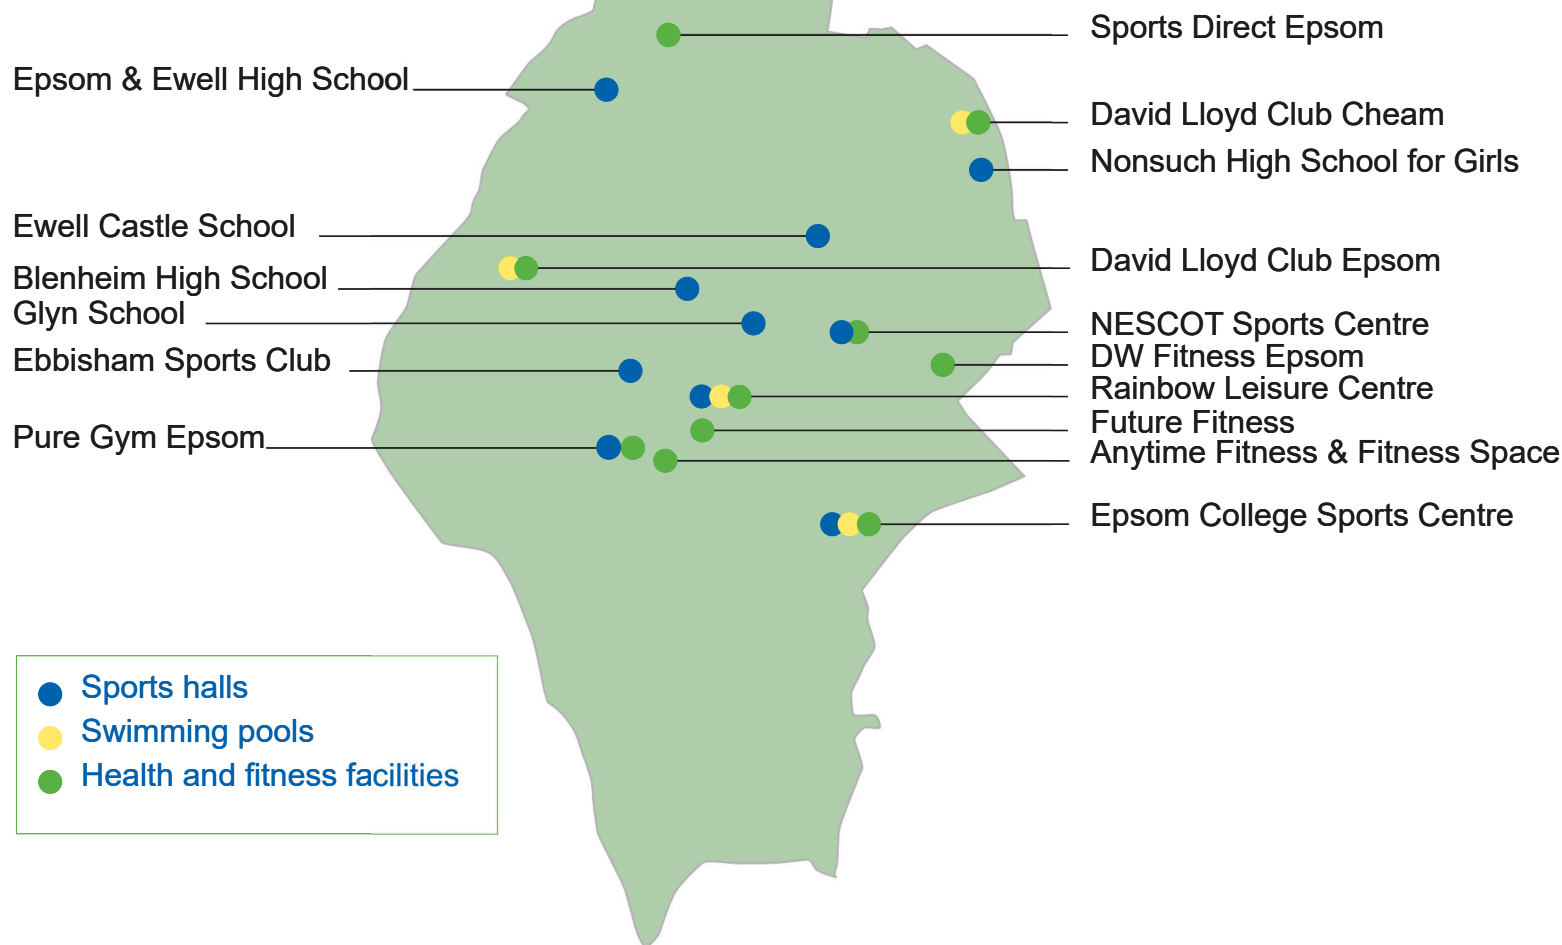 Sports Direct Epsom
Epsom & Ewell High School
David Lloyd Club Cheam
Nonsuch High School for Girls
Ewell Castle School
David Lloyd Club Epsom
Blenheim High School
Glyn School
NESCOT Sports Centre
DW Fitness Epsom
Ebbisham Sports Club
Rainbow Leisure Centre
Future Fitness
Pure Gym Epsom
Anytime Fitness & Fitness Space
Epsom College Sports Centre
Sports halls
Swimming pools
Health and fitness facilities